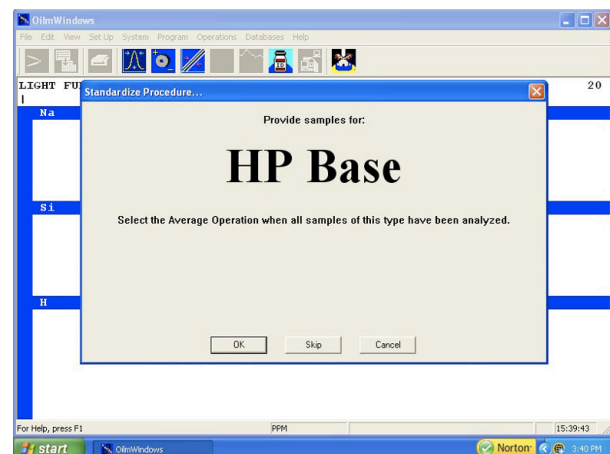 OilmWindows
File Edit View Set Up System Program Operations Databases Help
LIGHT FU
20
Standardize Procedure...
Provide samples for:
HP Base
Select the Average Operation when all samples of this type have been analyzed.
OK Skip Cancel
Na
Si
H
For Help, press F1 PPM 15:39:43
start OilmWindows Norton 3:40 PM